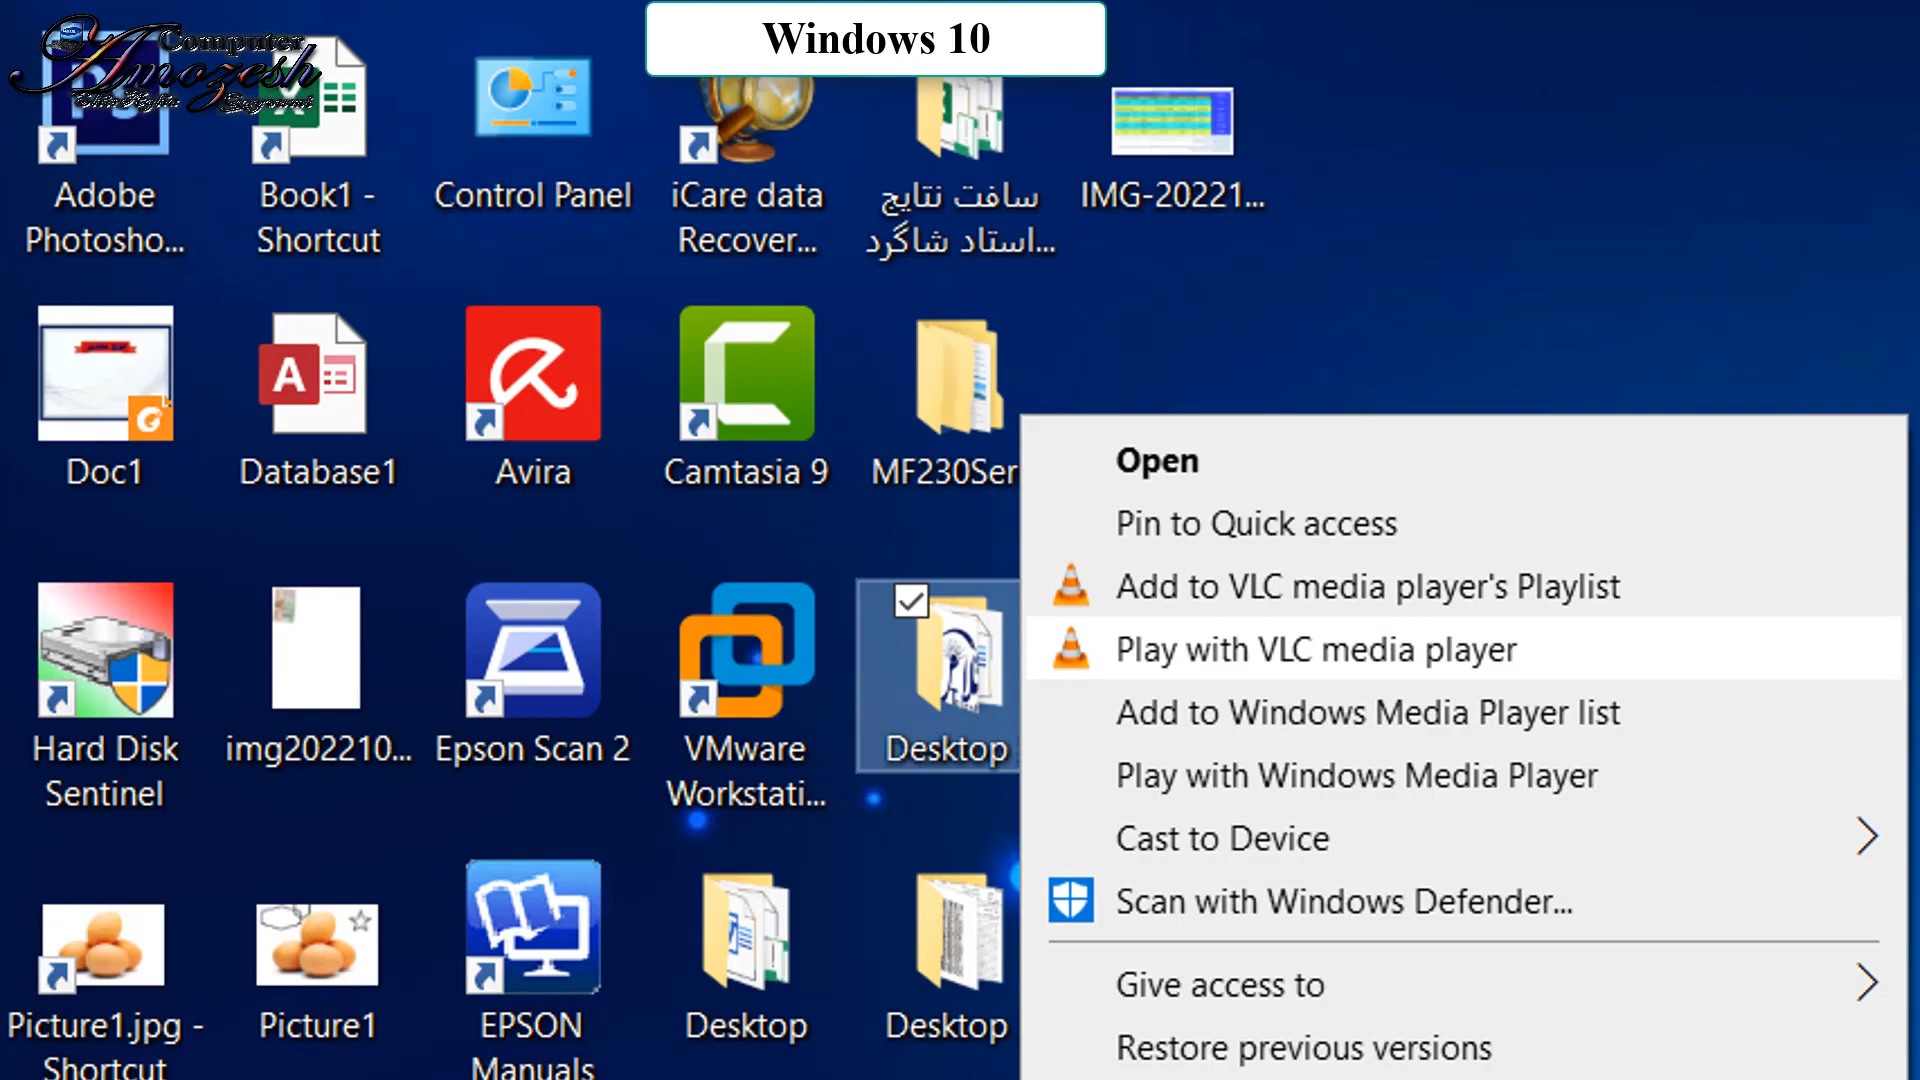 Windows 10
Computer
Amozesh
Adobe
Photosho...
Book1 -
Shortcut
Control Panel
iCare data
Recover...
سافت نتایج
استاد شاگرد...
IMG-20221...
Doc1
Database1
Avira
Camtasia 9
MF230Ser
Hard Disk
Sentinel
img202210...
Epson Scan 2
VMware
Workstati...
Desktop
Picture1.jpg -
Shortcut
Picture1
EPSON
Manuals
Desktop
Desktop
Open
Pin to Quick access
Add to VLC media player's Playlist
Play with VLC media player
Add to Windows Media Player list
Play with Windows Media Player
Cast to Device
Scan with Windows Defender...
Give access to
Restore previous versions